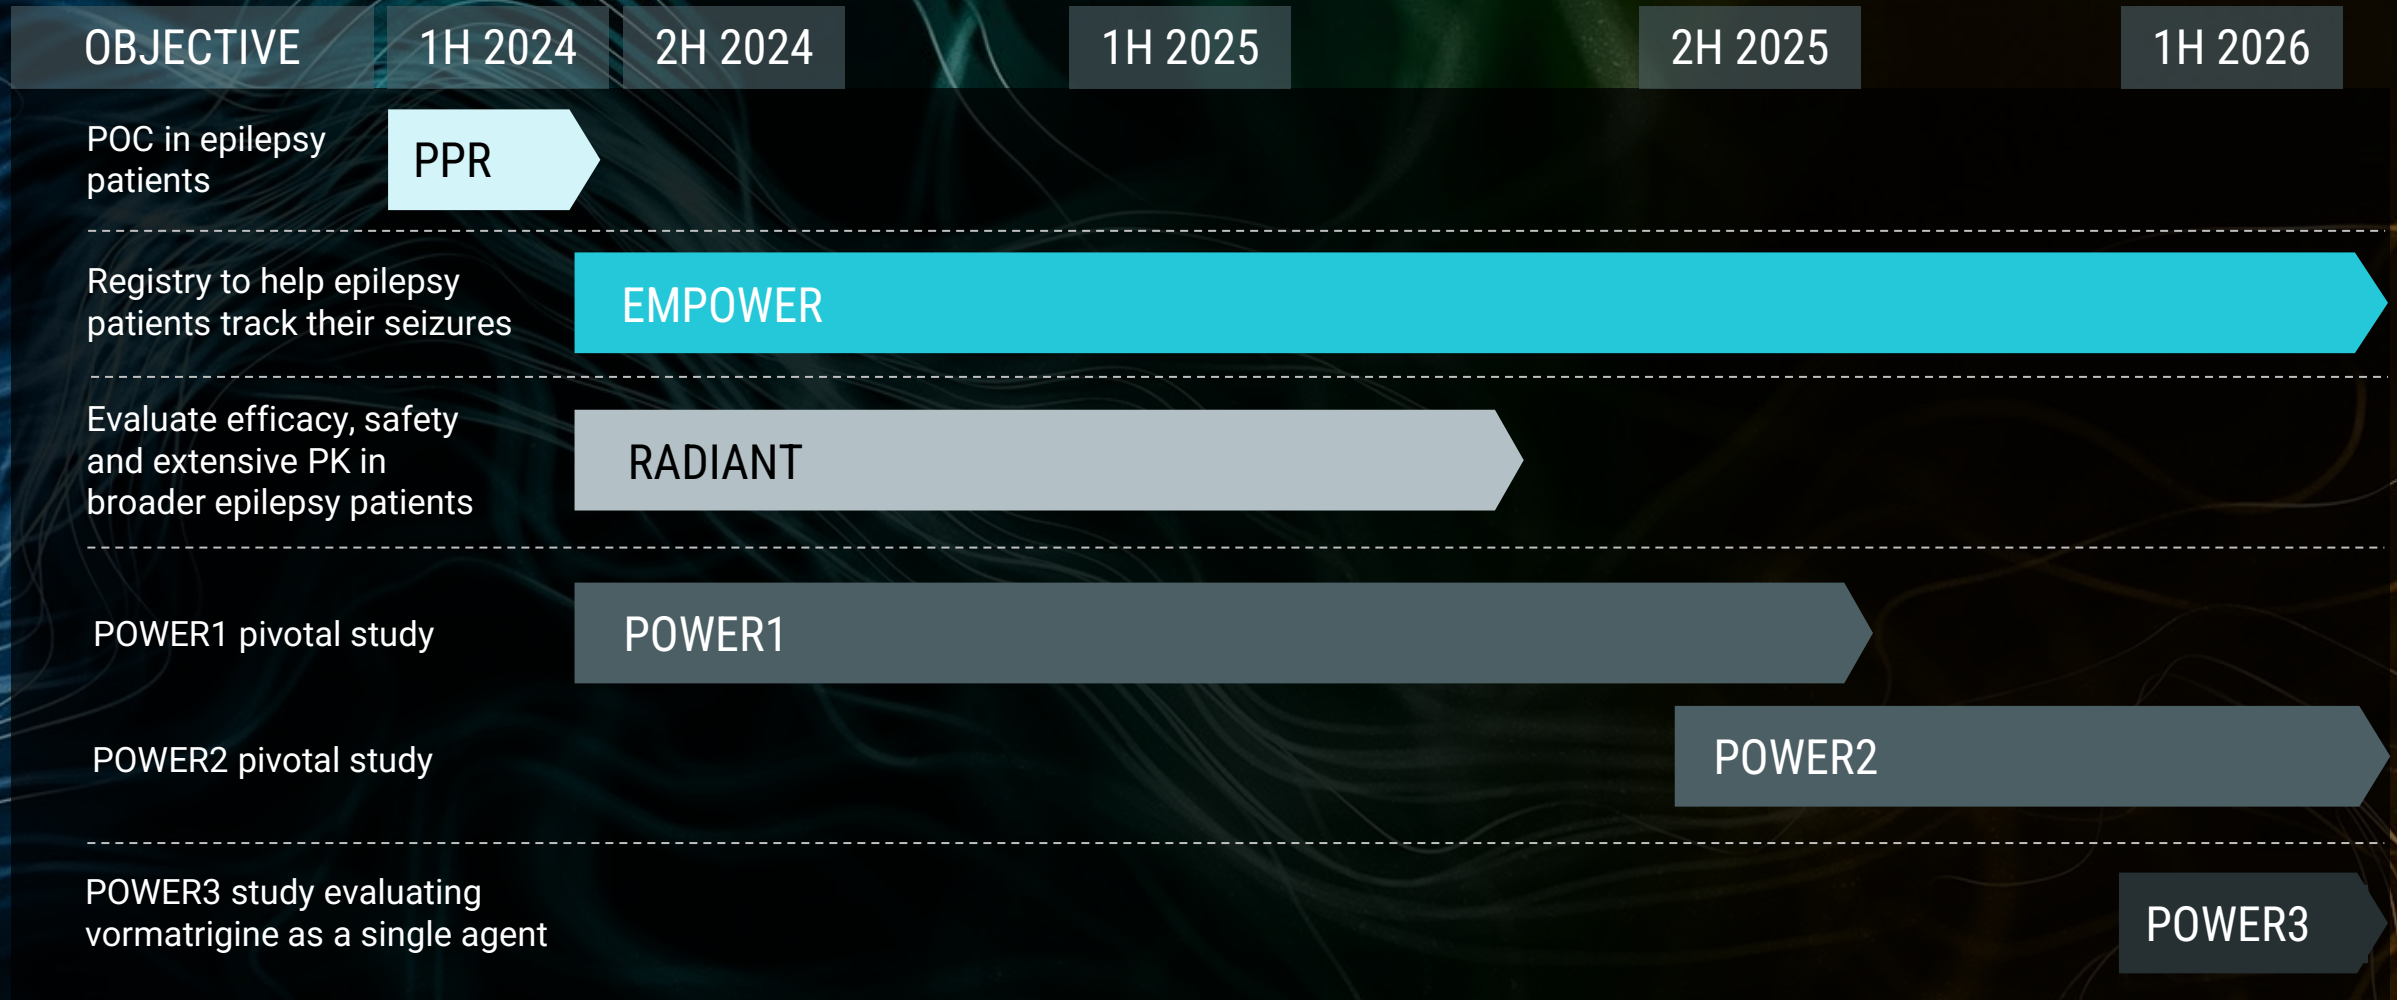 OBJECTIVE 1H 2024 2H 2024 1H 2025 2H 2025 1H 2026
POC in epilepsy
patients
PPR
Registry to help epilepsy
patients track their seizures
EMPOWER
Evaluate efficacy, safety
and extensive PK in
broader epilepsy patients
RADIANT
POWER1 pivotal study
POWER1
POWER2 pivotal study
POWER2
POWER3 study evaluating
vormatrigine as a single agent
POWER3